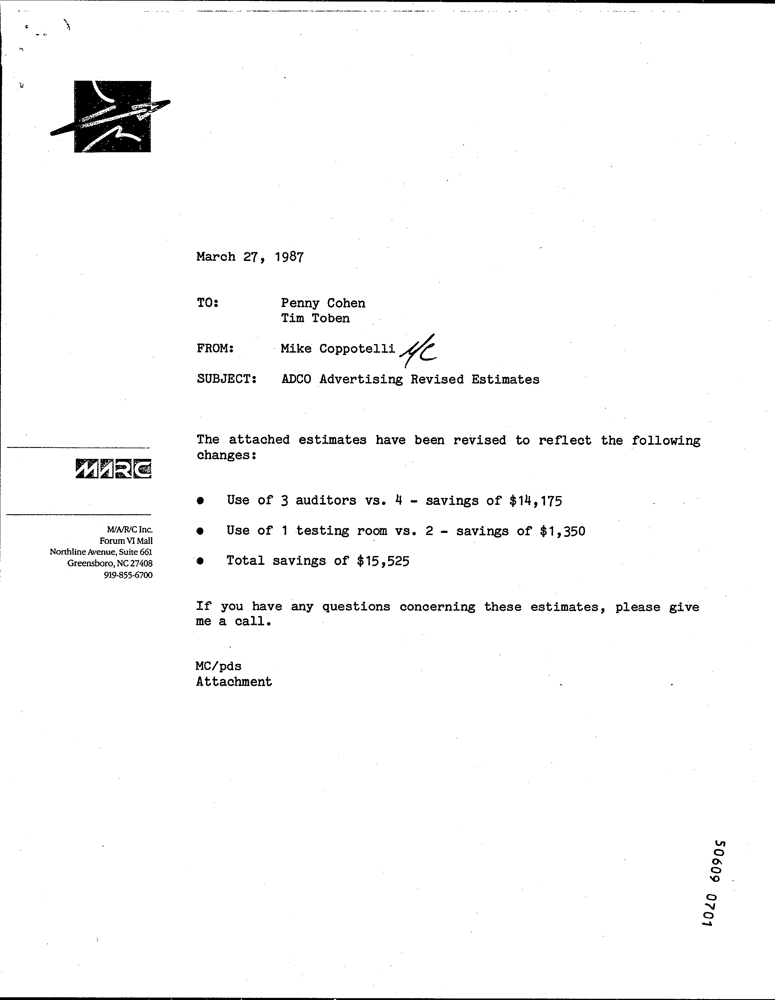 March 27, 1987
TO: Penny Cohen
Tim Toben
FROM: Mike Coppotelli MC
SUBJECT: ADCO Advertising Revised Estimates
The attached estimates have been revised to reflect the following
changes:
• Use of 3 auditors vs. 4 - savings of $14,175
• Use of 1 testing room vs. 2 - savings of $1,350
• Total savings of $15,525
If you have any questions concerning these estimates, please give
me a call.
MC/pds
Attachment
MARC
M/A/R/C Inc.
Forum VI Mall
Northline Avenue, Suite 661
Greensboro, NC 27408
919-855-6700
50609 0701